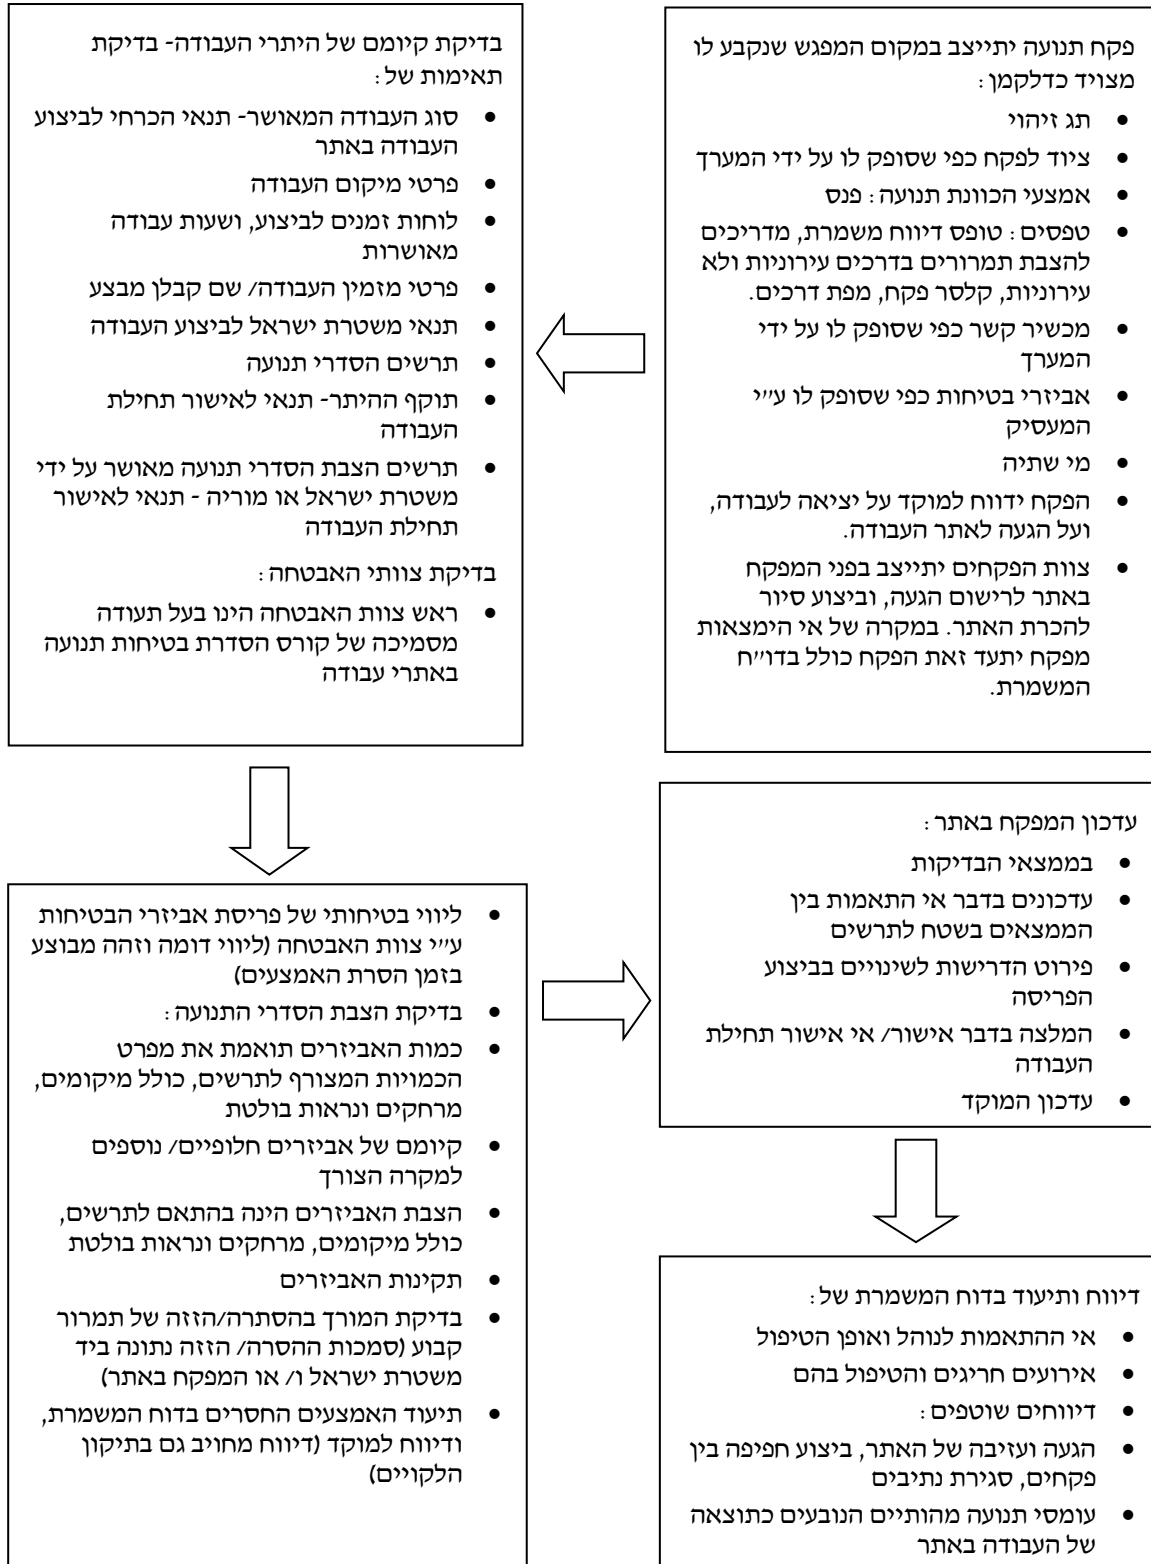 פקח תנועה יתייצב במקום המפגש שנקבע לו
מצויד כדלקמן:
• תג זיהוי
• ציוד לפקח כפי שסופק לו על ידי המערך
• אמצעי הכוונת תנועה: פנס
• טפסים: טופס דיווח משמרת, מדריכים
להצבת תמרורים בדרכים עירוניות ולא
עירוניות, קלסר פקח, מפת דרכים.
• מכשיר קשר כפי שסופק לו על ידי
המערך
• אביזרי בטיחות כפי שסופק לו ע״י
המעסיק
• מי שתיה
• הפקח ידווח למוקד על יציאה לעבודה,
ועל הגעה לאתר העבודה.
• צוות הפקחים יתייצב בפני המפקח
באתר לרישום הגעה, וביצוע סיור
להכרת האתר. במקרה של אי הימצאות
מפקח יתעד זאת הפקח כולל בדו״ח
המשמרת.
בדיקת קיומם של היתרי העבודה- בדיקת
תאימות של:
• סוג העבודה המאושר- תנאי הכרחי לביצוע
העבודה באתר
• פרטי מיקום העבודה
• לוחות זמנים לביצוע, ושעות עבודה
מאושרות
• פרטי מזמין העבודה/ שם קבלן מבצע
• תנאי משטרת ישראל לביצוע העבודה
• תרשים הסדרי תנועה
• תוקף ההיתר- תנאי לאישור תחילת
העבודה
• תרשים הצבת הסדרי תנועה מאושר על ידי
משטרת ישראל או מוריה - תנאי לאישור
תחילת העבודה
בדיקת צוותי האבטחה:
• ראש צוות האבטחה הינו בעל תעודה
מסמיכה של קורס הסדרת בטיחות תנועה
באתרי עבודה
• ליווי בטיחותי של פריסת אביזרי הבטיחות
ע״י צוות האבטחה (ליווי דומה וזהה מבוצע
בזמן הסרת האמצעים)
• בדיקת הצבת הסדרי התנועה:
• כמות האביזרים תואמת את מפרט
הכמויות המצורף לתרשים, כולל מיקומים,
מרחקים ונראות בולטת
• קיומם של אביזרים חלופיים/ נוספים
למקרה הצורך
• הצבת האביזרים הינה בהתאם לתרשים,
כולל מיקומים, מרחקים ונראות בולטת
• תקינות האביזרים
• בדיקת המורך בהסתרה/הזזה של תמרור
קבוע (סמכות ההסרה/ הזזה נתונה ביד
משטרת ישראל ו/ או המפקח באתר)
• תיעוד האמצעים החסרים בדוח המשמרת,
ודיווח למוקד (דיווח מחויב גם בתיקון
הלקויים)
עדכון המפקח באתר:
• בממצאי הבדיקות
• עדכונים בדבר אי התאמות בין
הממצאים בשטח לתרשים
• פירוט הדרישות לשינויים בביצוע
הפריסה
• המלצה בדבר אישור/ אי אישור תחילת
העבודה
• עדכון המוקד
דיווח ותיעוד בדוח המשמרת של:
• אי ההתאמות לנוהל ואופן הטיפול
• אירועים חריגים והטיפול בהם
• דיווחים שוטפים:
• הגעה ועזיבה של האתר, ביצוע חפיפה בין
פקחים, סגירת נתיבים
• עומסי תנועה מהותיים הנובעים כתוצאה
של העבודה באתר